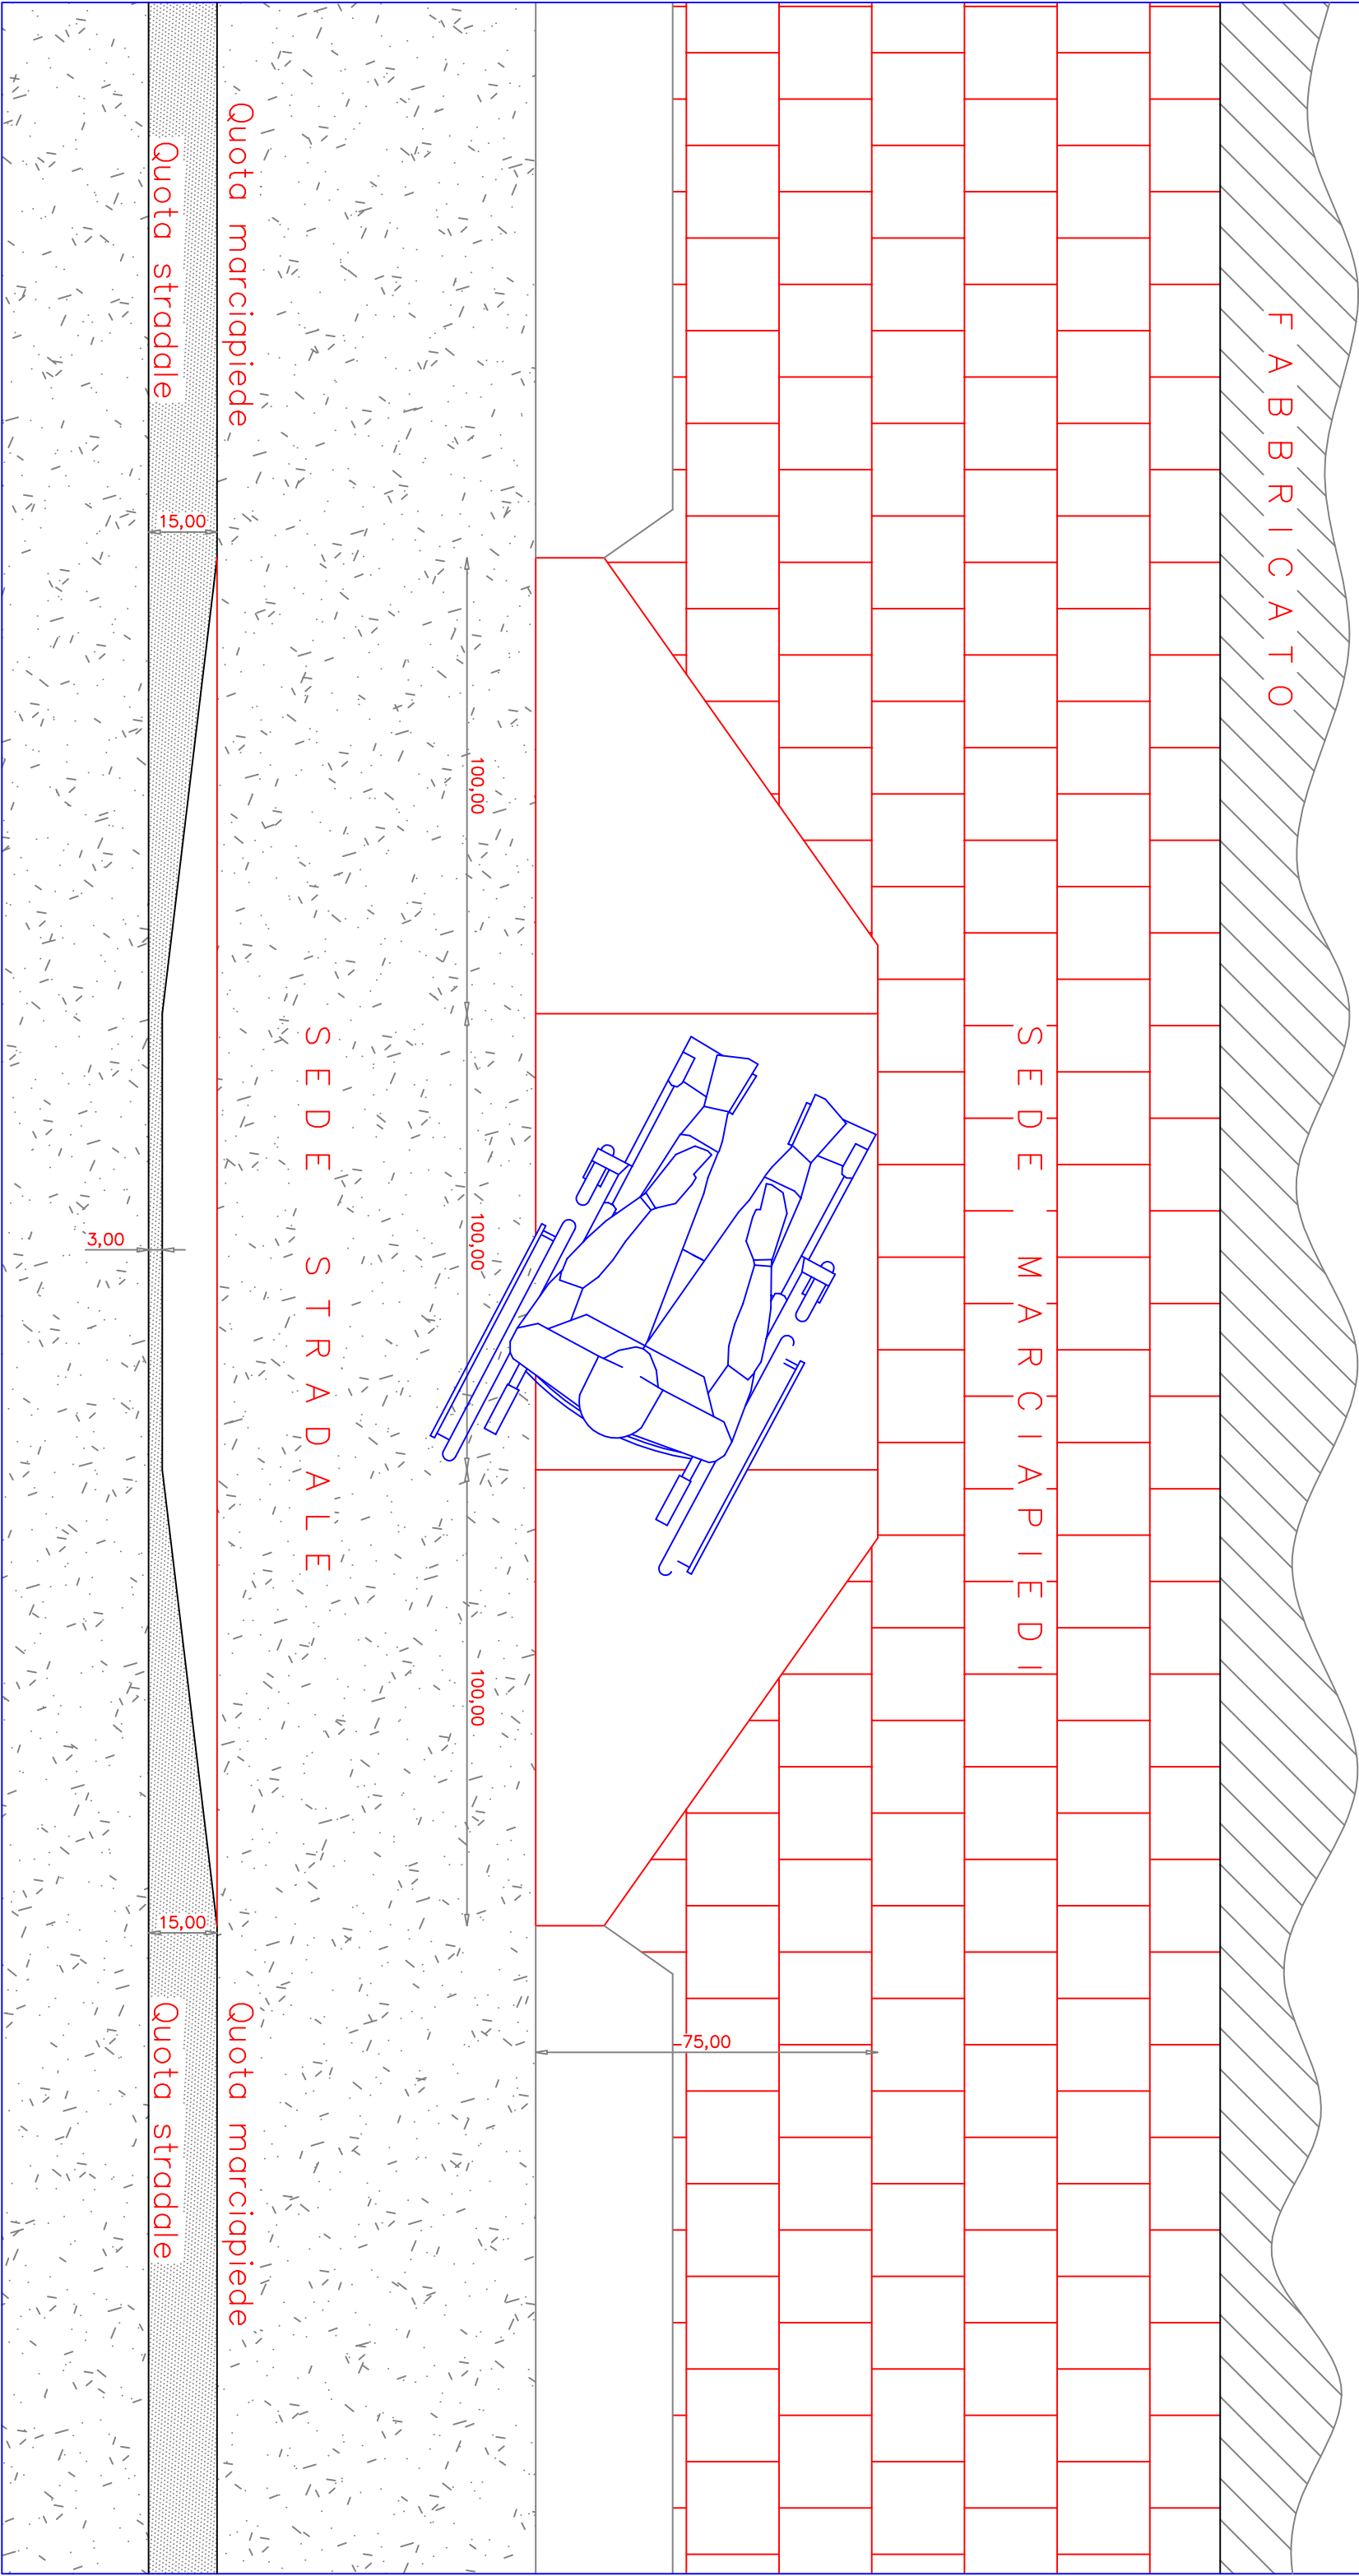 FABBRICATO
SEDE MARCIAPIEDI
75,00
100,00 100,00 100,00
SEDE STRADALE
Quota marciapiede Quota marciapiede
15,00 15,00
Quota stradale Quota stradale
3,00